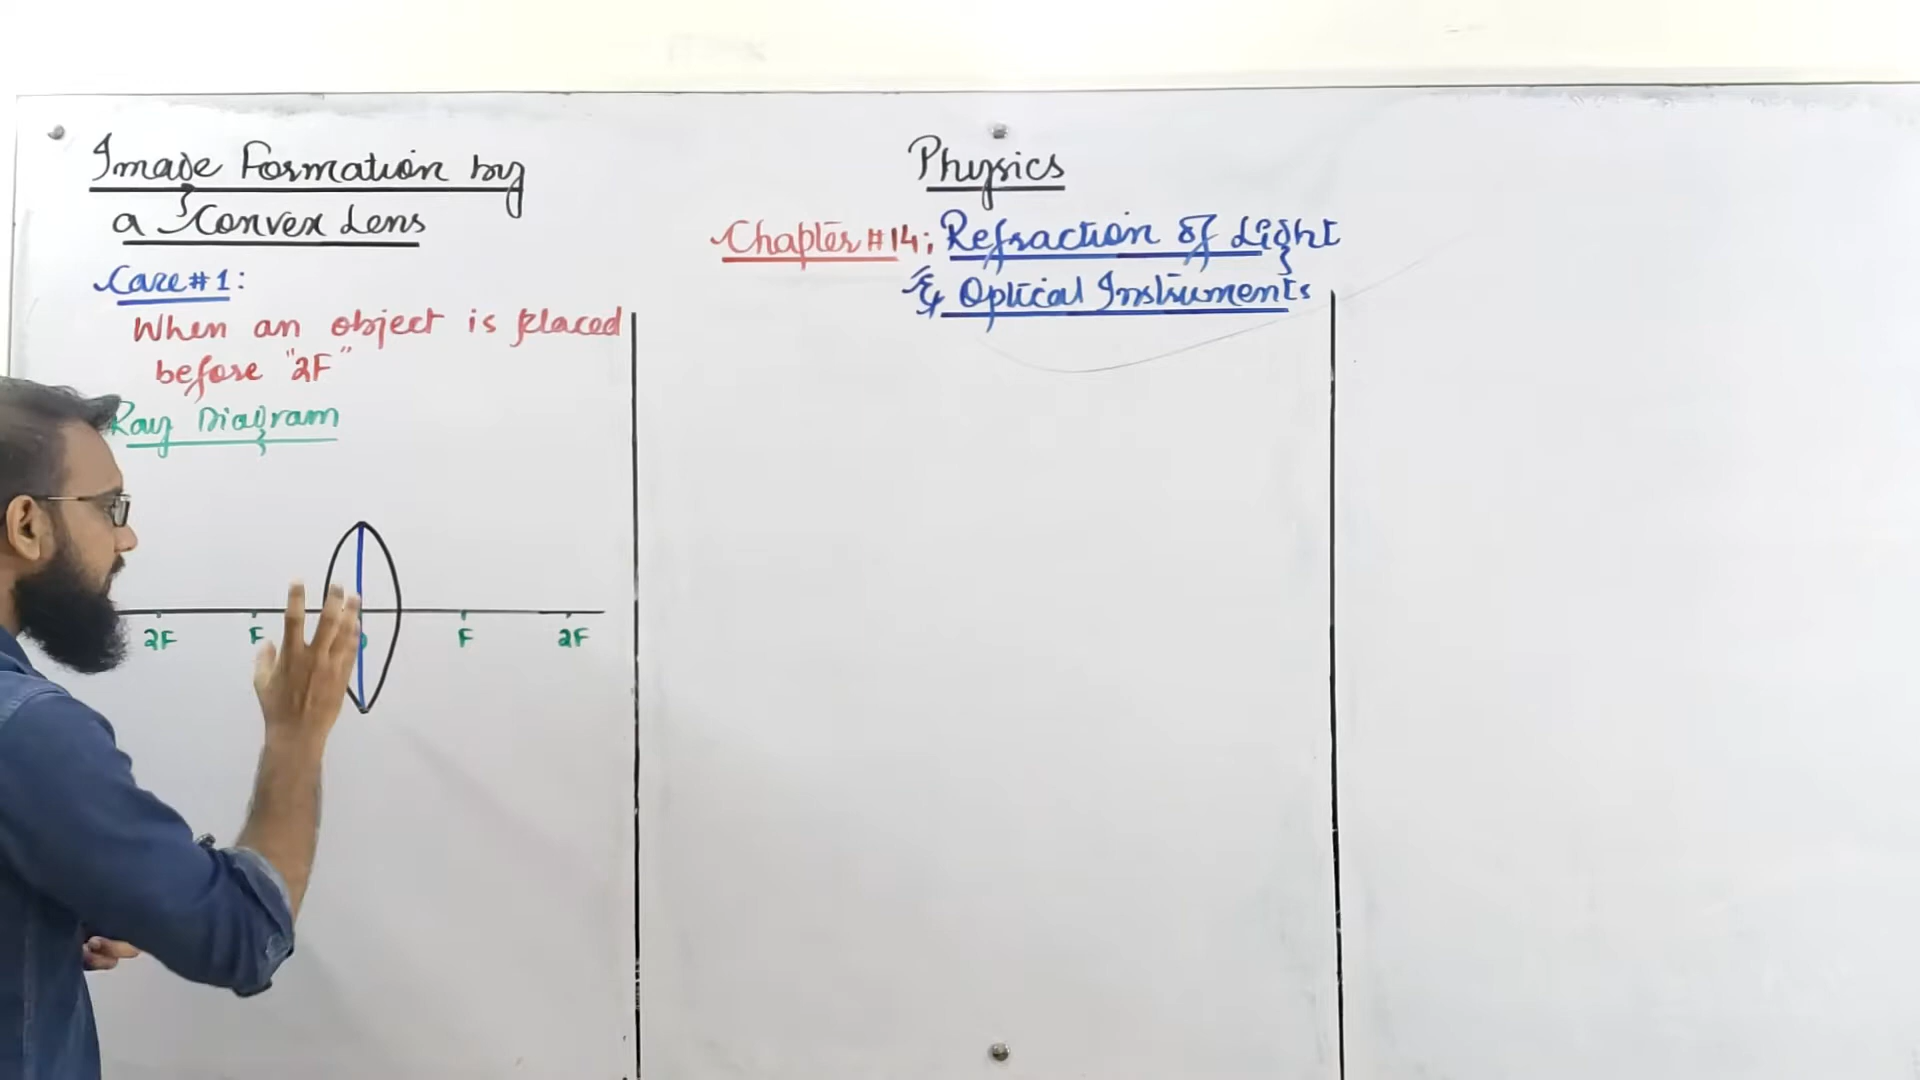 Image Formation by
a Convex Lens
Case#1:
When an object is placed
before "2F"
Ray Diagram
2F F F 2F
Physics
Chapter#14: Refraction of Light
& Optical Instruments